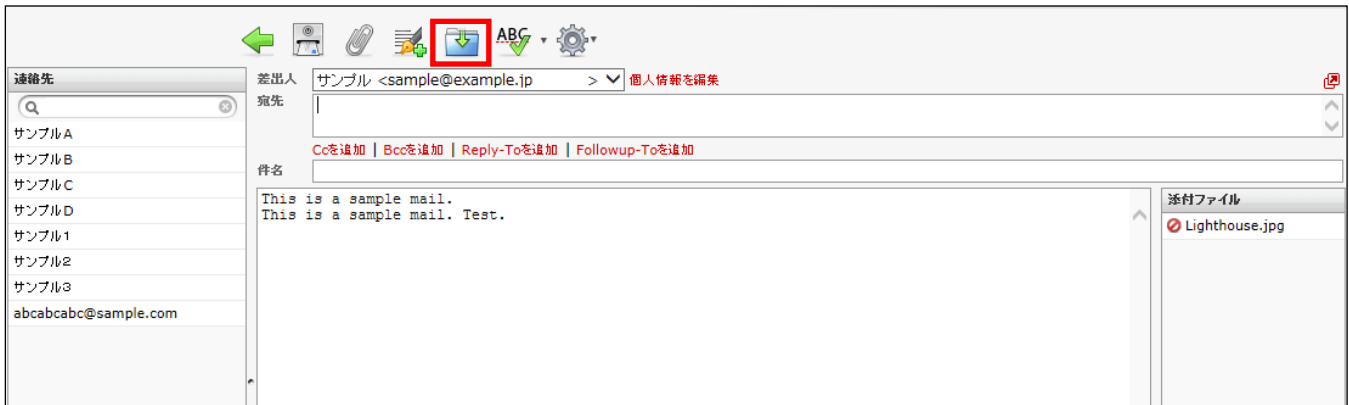 ABC
連絡先
差出人 サンプル <sample@example.jp > 個人情報を編集
宛先
サンプルA
サンプルB
Ccを追加 | Bccを追加 | Reply-Toを追加 | Followup-Toを追加
件名
サンプルC
サンプルD
サンプル1
サンプル2
サンプル3
abcabcabc@sample.com
This is a sample mail.
This is a sample mail. Test.
添付ファイル
Lighthouse.jpg